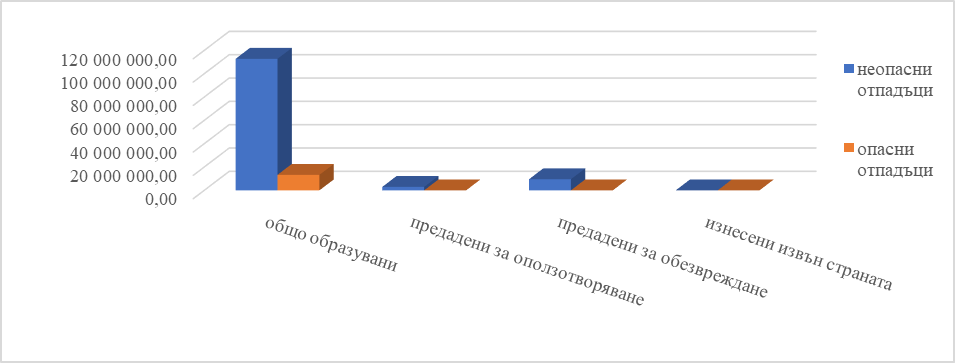 120 000 000,00
100 000 000,00
80 000 000,00
60 000 000,00
40 000 000,00
20 000 000,00
0,00
общо образувани
предадени за оползотворяване
предадени за обезвреждане
изнесени извън страната
неопасни
отпадъци
опасни
отпадъци